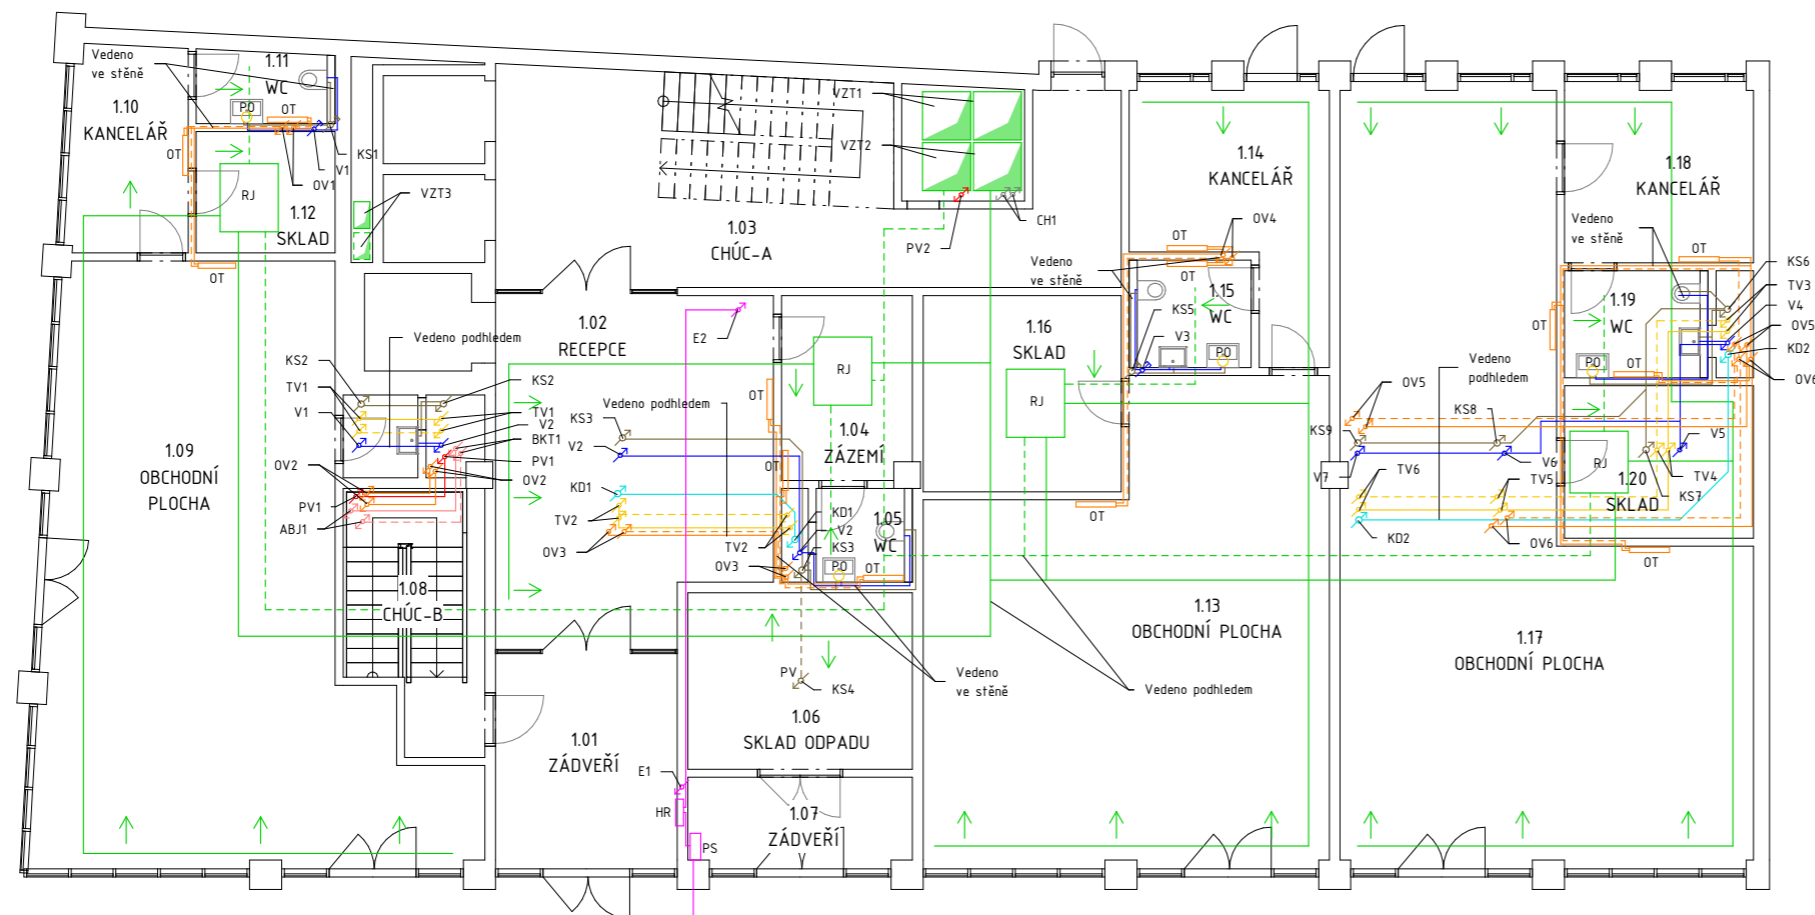 Vedeno
ve stěně
1.11
WC
PO
OT
1.10
KANCELÁŘ
OT
KS1
V1
OV1
RJ
1.12
SKLAD
OT
VZT3
VZT1
VZT2
1.03
CHÚC-A
PV2
CH1
1.14
KANCELÁŘ
OV4
OT
OT
Vedeno
ve stěně
KS5
V3
1.15
WC
PO
1.18
KANCELÁŘ
Vedeno
ve stěně
OT
KS6
TV3
V4
OV5
KD2
OV6
1.19
WC
OT
PO
OT
1.02
RECEPCE
E2
Vedeno podhledem
KS2
TV1
V1
KS2
TV1
V2
BKT1
PV1
OV2
OV2
PV1
ABJ1
1.09
OBCHODNÍ
PLOCHA
1.08
CHÚC-B
RJ
OT
1.04
ZÁZEMÍ
KS3
Vedeno podhledem
V2
KD1
TV2
OV3
OT
TV2
OV3
KD1
V2
KS3
1.05
WC
PO
OT
1.16
SKLAD
RJ
OT
Vedeno
podhledem
OV5
KS9
KS8
V7
V6
TV6
TV5
KD2
OV6
V5
TV4
KS7
RJ
1.20
SKLAD
OT
1.13
OBCHODNÍ PLOCHA
1.17
OBCHODNÍ PLOCHA
Vedeno
ve stěně
Vedeno podhledem
PV
KS4
1.06
SKLAD ODPADU
1.01
ZÁDVEŘÍ
E1
HR
PS
1.07
ZÁDVEŘÍ